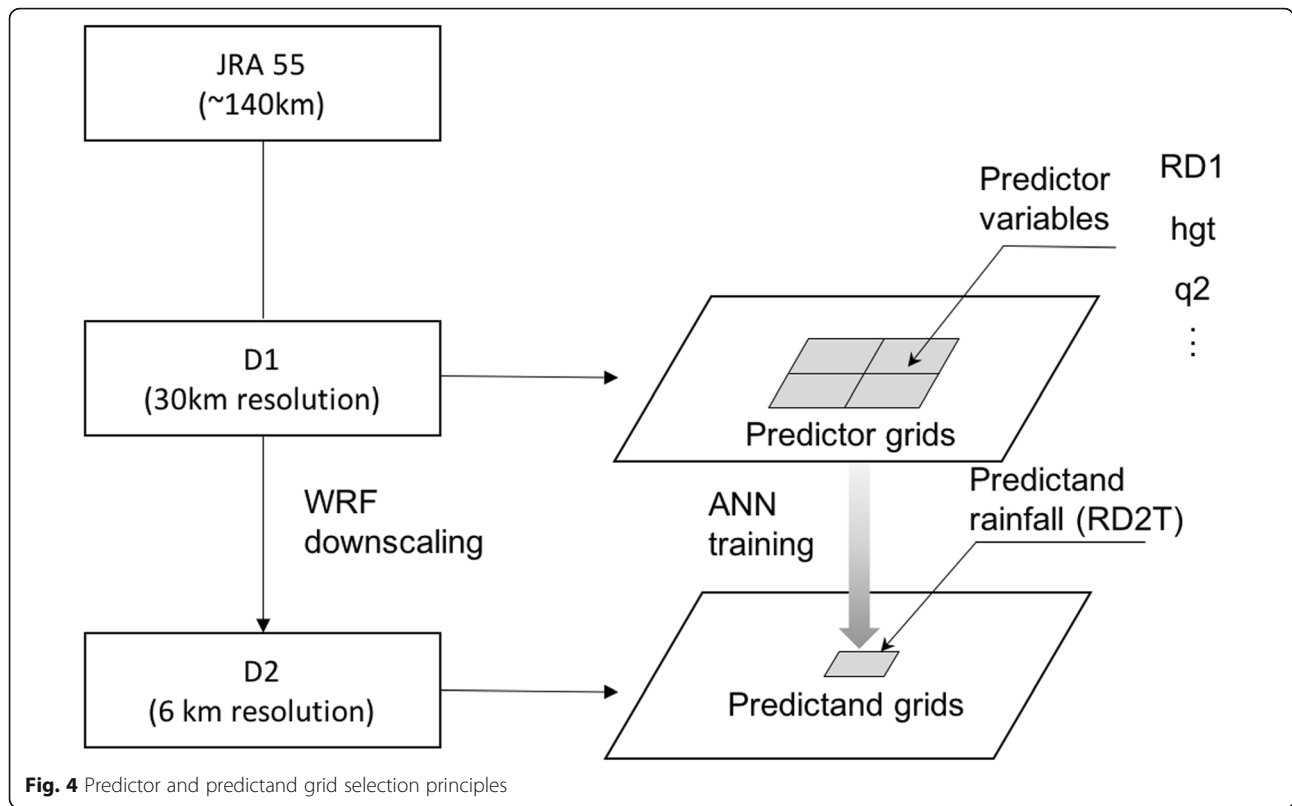 JRA 55
(~140km)
Predictor
variables
RD1
hgt
q2
⋮
D1
(30km resolution)
Predictor grids
WRF
downscaling
ANN
training
Predictand
rainfall (RD2T)
D2
(6 km resolution)
Predictand grids
Fig. 4 Predictor and predictand grid selection principles